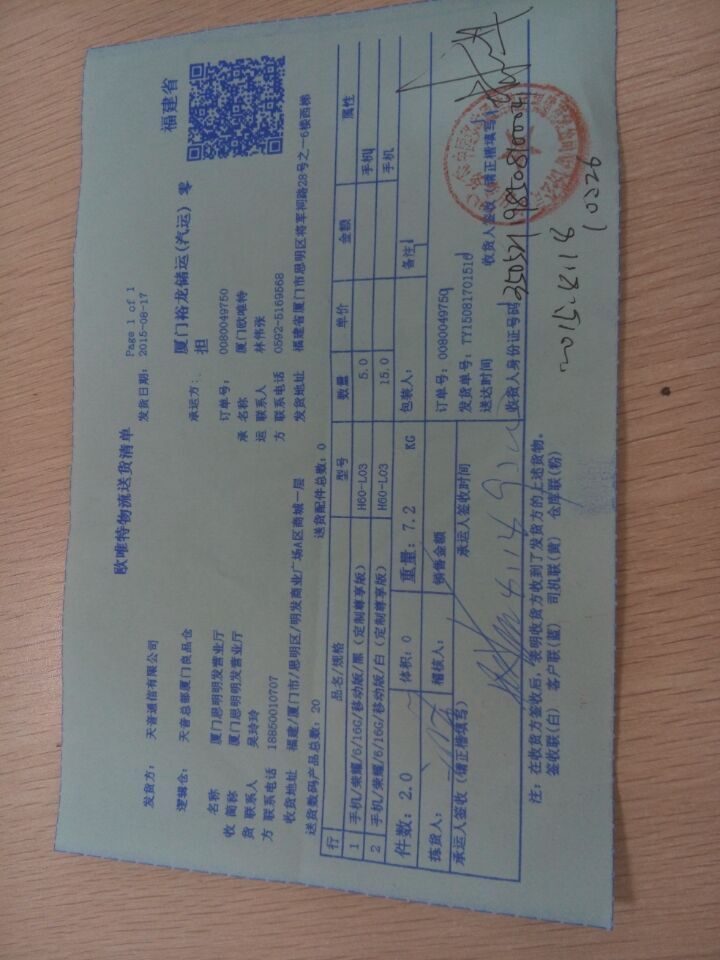 欧唯特物流送货清单
Page 1 of 1
发货方： 天音通信有限公司 发货日期： 2015-08-17
福建省
逻辑仓： 天音总部厦门良品仓 承运方： 厦门裕龙储运(汽运) 零担
名称 厦门思明明发营业厅 订单号： 0080049750
收 简称 厦门思明明发营业厅 承 名称 厦门欧唯特
货 联系人 吴玲玲 运 联系人 林伟张
方 联系电话 18850010707 方 联系电话 0592-5169568
收货地址 福建/厦门市/思明区/明发商业广场A区商城一层 发货地址 福建省厦门市思明区将军祠路28号之一6楼西梯
送货数码产品总数：20 送货配件总数：0
行 品名/规格 型号 数量 单价 金额 属性
1 手机/荣耀/6/16G/移动版/黑（定制尊享版） H60-L03 5.0 手机
2 手机/荣耀/6/16G/移动版/白（定制尊享版） H60-L03 15.0 手机
件数：2.0 体积：0 重量：7.2 KG 包装人： 备注：
拣货人： 稽核人： 销售金额 订单号：0080049750
发货单号：TY15081701510
承运人签收（请正楷填写） 承运人签收时间 送达时间 收货人签收（请正楷填写）
收货人身份证号码
2015.8.18
注：在收货方签收后，表明收货方收到了发货方的上述货物。
签收联(白) 客户联(蓝) 司机联(黄) 仓库联(粉)